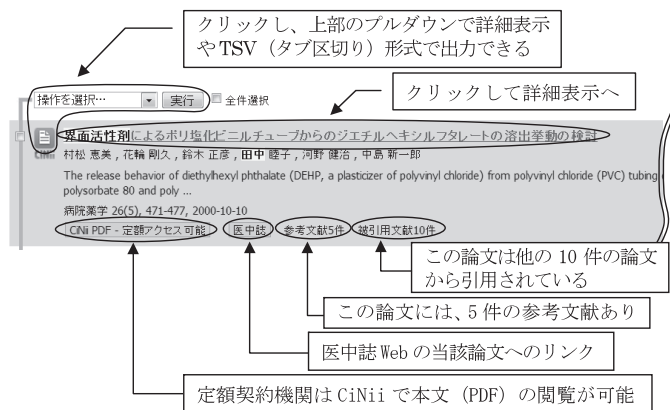 クリックし、上部のプルダウンで詳細表示
やTSV(タブ区切り)形式で出力できる
操作を選択… 実行 全件選択
クリックして詳細表示へ
界面活性剤によるポリ塩化ビニルチューブからのジエチルヘキシルフタレートの溶出挙動の検討
CiNii 村松 恵美 , 花輪 剛久 , 鈴木 正彦 , 田中 睦子 , 河野 健治 , 中島 新一郎
The release behavior of diethylhexyl phthalate (DEHP, a plasticizer of polyvinyl chloride) from polyvinyl chloride (PVC) tubing
polysorbate 80 and poly ...
病院薬学 26(5), 471-477, 2000-10-10
CiNii PDF - 定額アクセス可能 医中誌 参考文献5件 被引用文献10件
この論文は他の 10 件の論文
から引用されている
この論文には、5 件の参考文献あり
医中誌 Web の当該論文へのリンク
定額契約機関は CiNii で本文 (PDF) の閲覧が可能